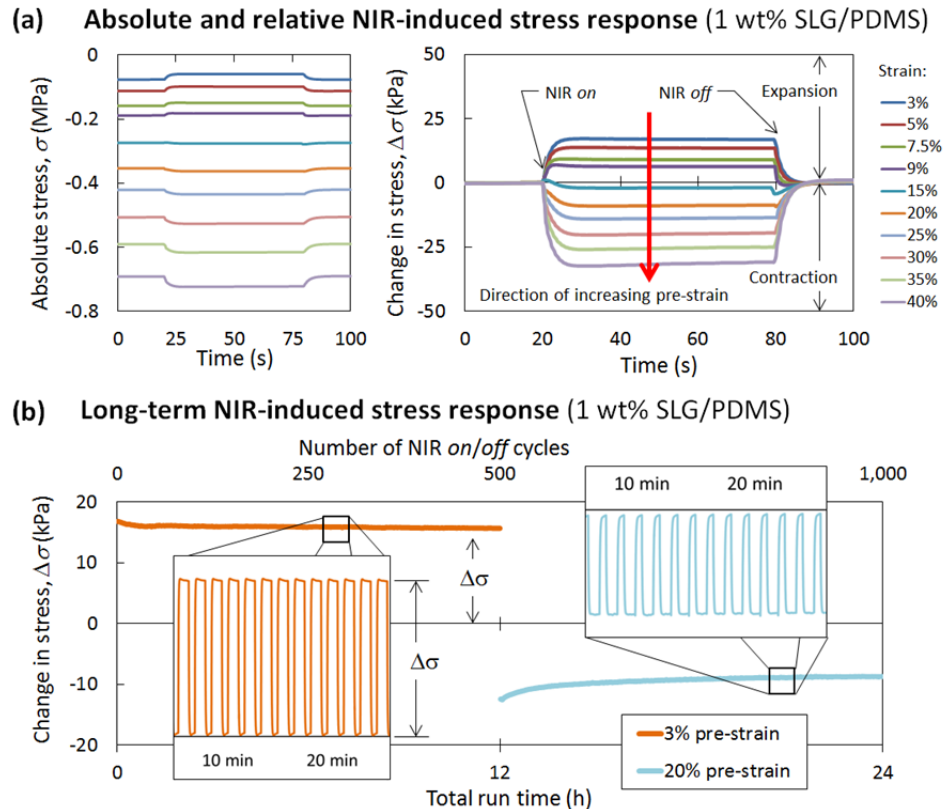 (a) Absolute and relative NIR-induced stress response (1 wt% SLG/PDMS)
Absolute stress, σ (MPa)
0
-0.2
-0.4
-0.6
-0.8
0 25 50 75 100
Time (s)
Change in stress, Δσ (kPa)
50
25
0
-25
-50
NIR on
NIR off
Expansion
Contraction
Direction of increasing pre-strain
0 20 40 60 80 100
Time (s)
Strain:
3%
5%
7.5%
9%
15%
20%
25%
30%
35%
40%
(b) Long-term NIR-induced stress response (1 wt% SLG/PDMS)
Number of NIR on/off cycles
0 250 500 1,000
Change in stress, Δσ (kPa)
20
10
0
-10
-20
10 min 20 min
Δσ
Δσ
10 min 20 min
3% pre-strain
20% pre-strain
0 12 24
Total run time (h)